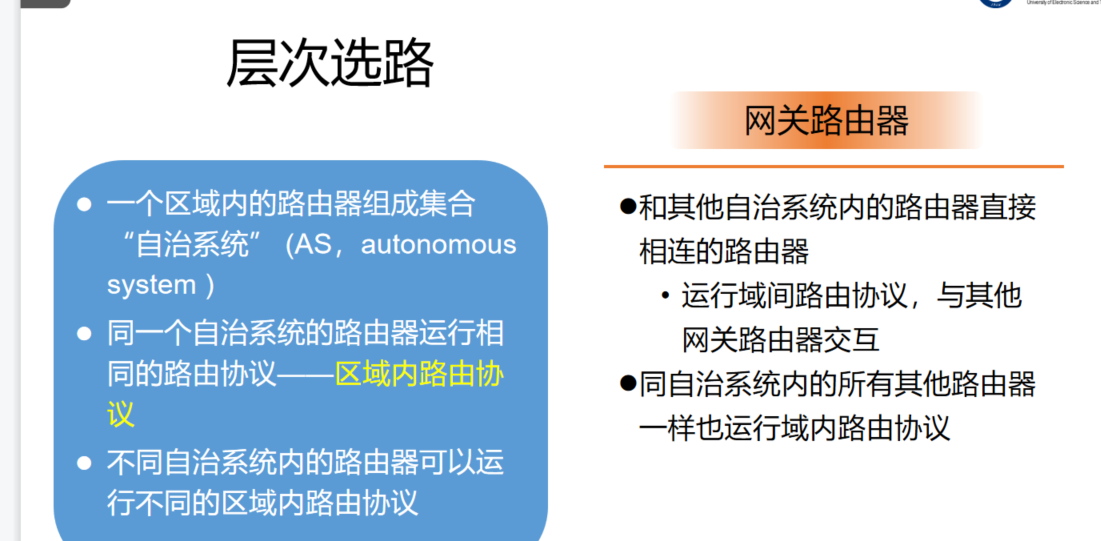 University of Electronic Science and
层次选路
一个区域内的路由器组成集合
“自治系统” (AS，autonomous
system )
同一个自治系统的路由器运行相
同的路由协议——区域内路由协
议
不同自治系统内的路由器可以运
行不同的区域内路由协议
网关路由器
●和其他自治系统内的路由器直接
相连的路由器
• 运行域间路由协议，与其他
网关路由器交互
●同自治系统内的所有其他路由器
一样也运行域内路由协议